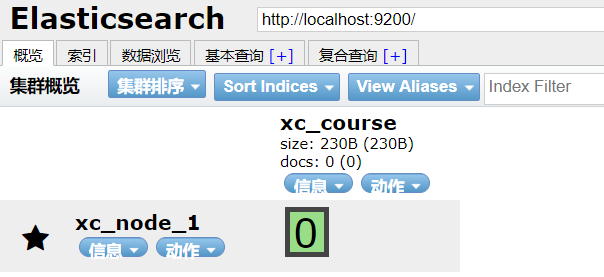 Elasticsearch http://localhost:9200/
概览 索引 数据浏览 基本查询 [+] 复合查询 [+]
集群概览 集群排序 Sort Indices View Aliases Index Filter
xc_course
size: 230B (230B)
docs: 0 (0)
信息 动作
xc_node_1 0
信息 动作